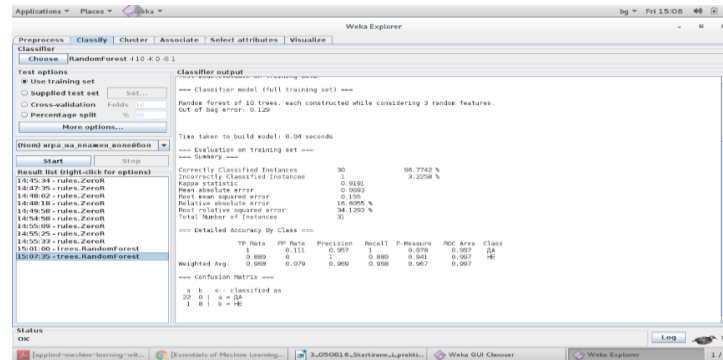 Applications Places Weka
bg Fri 15:08
Weka Explorer
Preprocess Classify Cluster Associate Select attributes Visualize
Classifier
Choose RandomForest -I 10 -K 0 -S 1
Test options
Use training set
Supplied test set Set...
Cross-validation Folds 10
Percentage split %
More options...
(Nom) игра_на_плажен_волейбол
Start Stop
Result list (right-click for options)
14:45:34 - rules.ZeroR
14:47:35 - rules.ZeroR
14:48:02 - rules.ZeroR
14:48:18 - rules.ZeroR
14:49:58 - rules.ZeroR
14:54:58 - rules.ZeroR
14:55:09 - rules.ZeroR
14:55:25 - rules.ZeroR
14:55:33 - rules.ZeroR
15:01:00 - trees.RandomForest
15:07:35 - trees.RandomForest
Classifier output
=== Classifier model (full training set) ===
Random forest of 10 trees, each constructed while considering 3 random features.
Out of bag error: 0.129
Time taken to build model: 0.04 seconds
=== Evaluation on training set ===
=== Summary ===
Correctly Classified Instances 30 96.7742 %
Incorrectly Classified Instances 1 3.2258 %
Kappa statistic 0.9191
Mean absolute error 0.0693
Root mean squared error 0.155
Relative absolute error 16.6055 %
Root relative squared error 34.1293 %
Total Number of Instances 31
=== Detailed Accuracy By Class ===
TP Rate FP Rate Precision Recall F-Measure ROC Area Class
1 0.111 0.957 1 0.978 0.997 ДА
0.889 0 1 0.889 0.941 0.997 НЕ
Weighted Avg. 0.968 0.079 0.969 0.968 0.967 0.997
=== Confusion Matrix ===
a b <-- classified as
22 0 | a = ДА
1 8 | b = НЕ
Status
OK
Log
[applied-machine-learning-wit...
[Essentials of Machine Learning...
Weka GUI Chooser
Weka Explorer